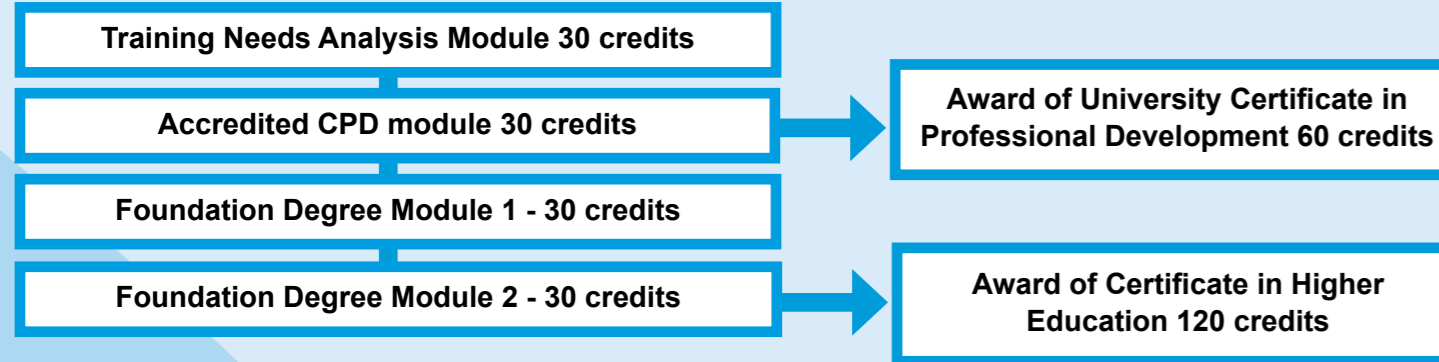 Training Needs Analysis Module 30 credits
Accredited CPD module 30 credits
Award of University Certificate in
Professional Development 60 credits
Foundation Degree Module 1 - 30 credits
Foundation Degree Module 2 - 30 credits
Award of Certificate in Higher
Education 120 credits